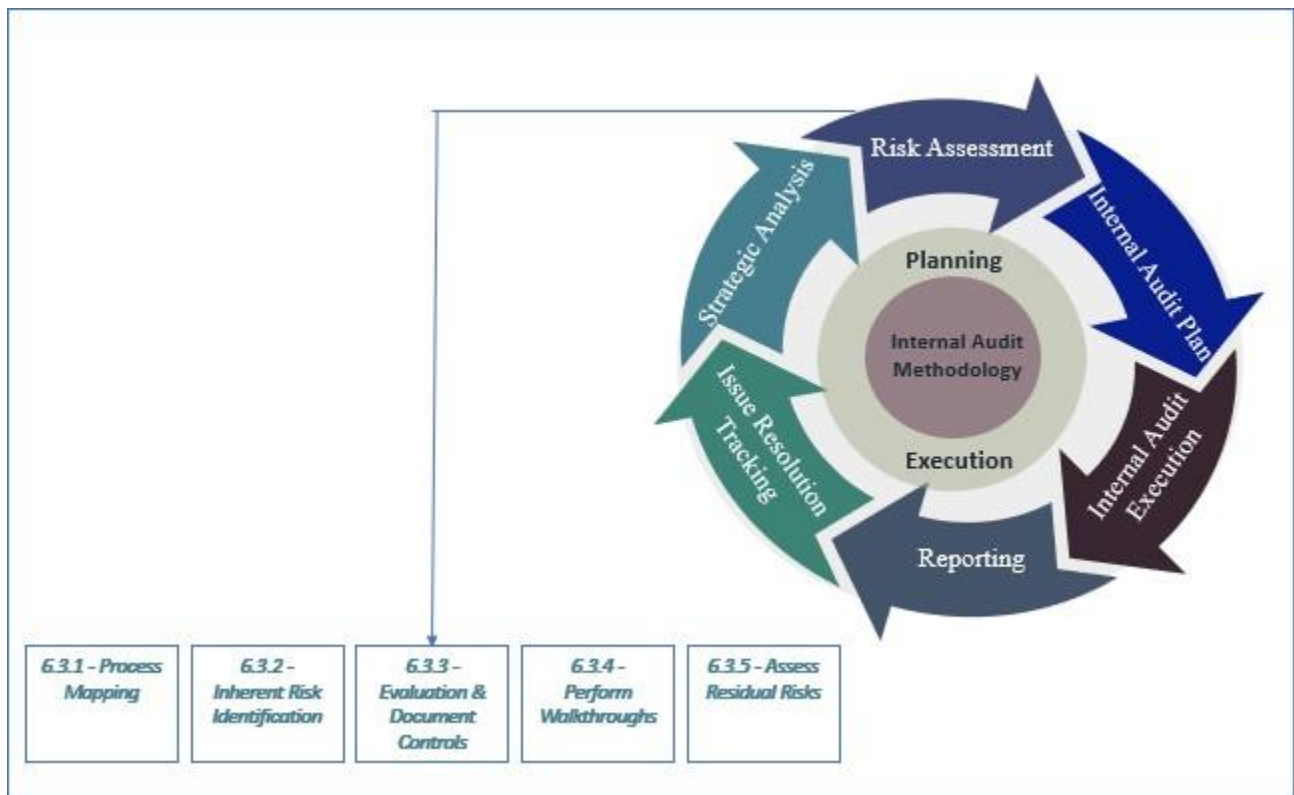 Risk Assessment
Internal Audit Plan
Internal Audit
Execution
Reporting
Issue Resolution
Tracking
Strategic Analysis
Planning
Internal Audit
Methodology
Execution
6.3.1 - Process
Mapping
6.3.2 -
Inherent Risk
Identification
6.3.3 -
Evaluation &
Document
Controls
6.3.4 -
Perform
Walkthroughs
6.3.5 - Assess
Residual Risks